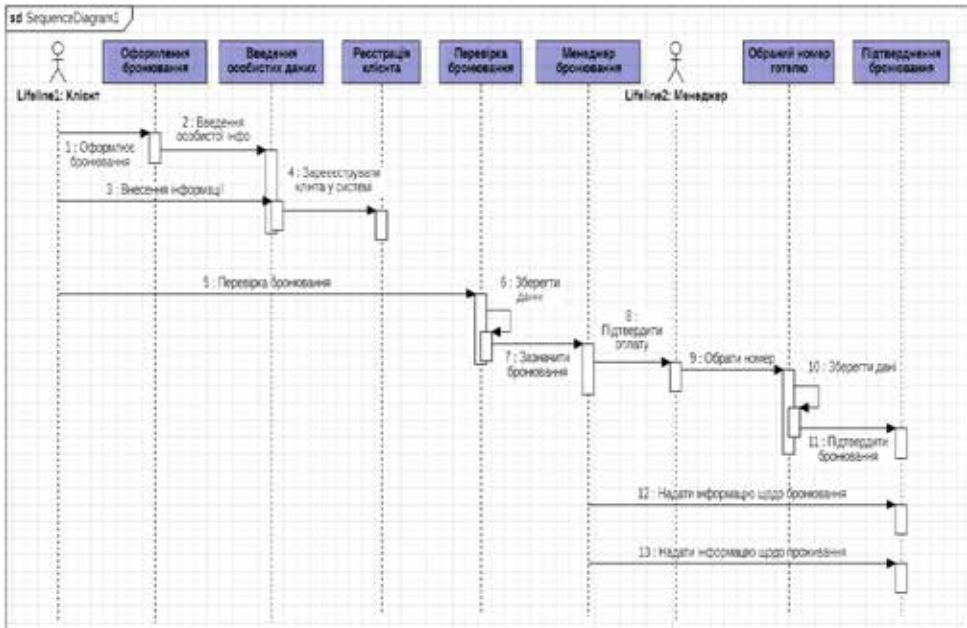 sd SequenceDiagram1
Оформлення
бронювання
Введення
особистих даних
Реєстрація
клієнта
Перевірка
бронювання
Менеджер
бронювання
Обраний номер
готелю
Підтвердження
бронювання
Lifeline1: Клієнт
Lifeline2: Менеджер
1 : Оформлює
бронювання
2 : Введення
особистої інфо
3 : Внесення інформації
4 : Зареєструвати
клінта у системі
5 : Перевірка бронювання
6 : Зберегти
дани
7 : Зазначити
бронювання
8 :
Підтвердити
оплату
9 : Обрати номер
10 : Зберегти дані
11 : Підтвердити
бронювання
12 : Надати інформацію щодо бронювання
13 : Надати інформацію щодо проживання